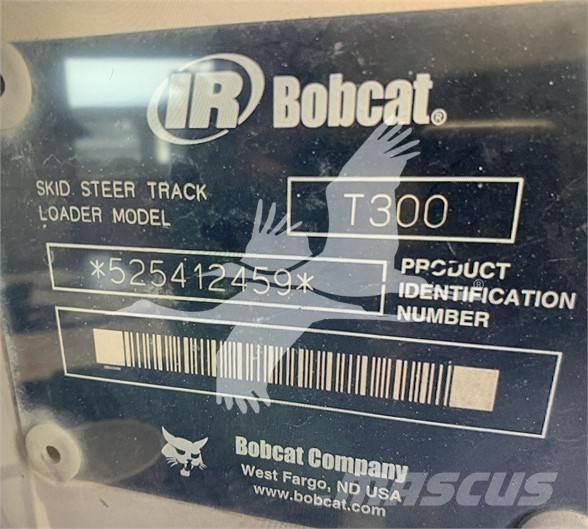 IR Bobcat®
SKID STEER TRACK
LOADER MODEL
T300
*525412459*
PRODUCT
IDENTIFICATION
NUMBER
Bobcat Company
West Fargo, ND USA
www.bobcat.com
MASCUS